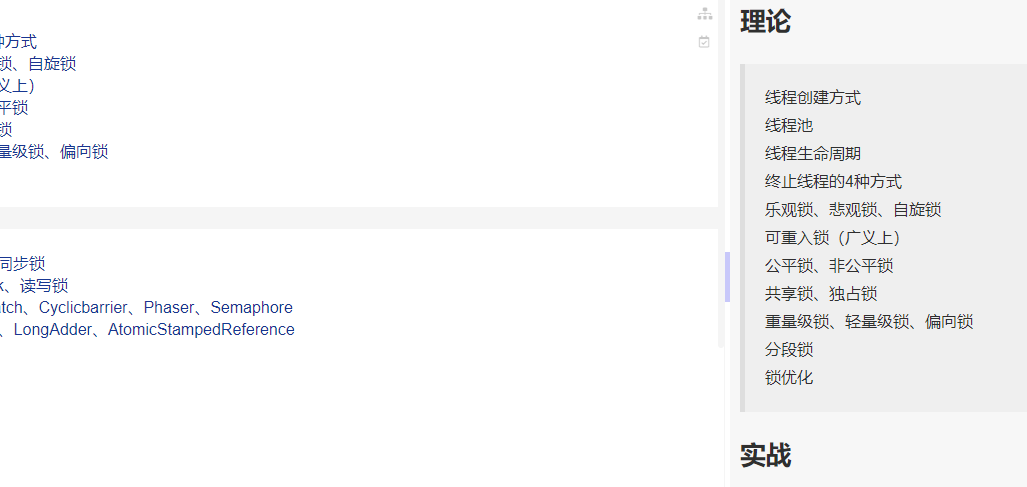 种方式
锁、自旋锁
义上）
平锁
锁
量级锁、偏向锁
同步锁
k、读写锁
atch、Cyclicbarrier、Phaser、Semaphore
、LongAdder、AtomicStampedReference
理论
线程创建方式
线程池
线程生命周期
终止线程的4种方式
乐观锁、悲观锁、自旋锁
可重入锁（广义上）
公平锁、非公平锁
共享锁、独占锁
重量级锁、轻量级锁、偏向锁
分段锁
锁优化
实战